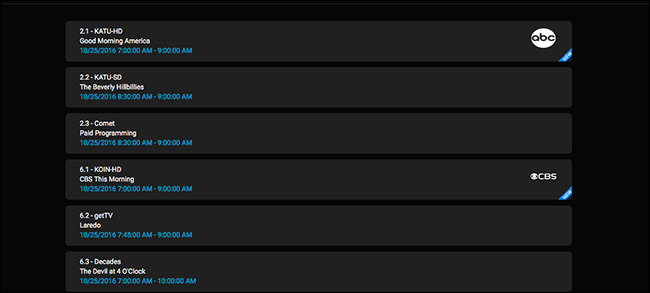 2.1 - KATU-HD
Good Morning America
10/25/2016 7:00:00 AM - 9:00:00 AM
abc
NEW
2.2 - KATU-SD
The Beverly Hillbillies
10/25/2016 8:30:00 AM - 9:00:00 AM
2.3 - Comet
Paid Programming
10/25/2016 8:30:00 AM - 9:00:00 AM
6.1 - KOIN-HD
CBS This Morning
10/25/2016 7:00:00 AM - 9:00:00 AM
CBS
NEW
6.2 - getTV
Laredo
10/25/2016 7:45:00 AM - 9:00:00 AM
6.3 - Decades
The Devil at 4 O'Clock
10/25/2016 7:00:00 AM - 10:00:00 AM